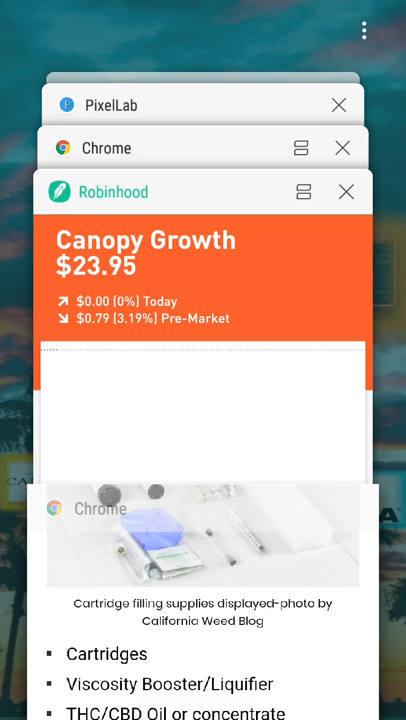 PixelLab
Chrome
Robinhood
Canopy Growth
$23.95
$0.00 (0%) Today
$0.79 (3.19%) Pre-Market
Chrome
Cartridge filling supplies displayed-photo by
California Weed Blog
▪ Cartridges
▪ Viscosity Booster/Liquifier
▪ THC/CBD Oil or concentrate